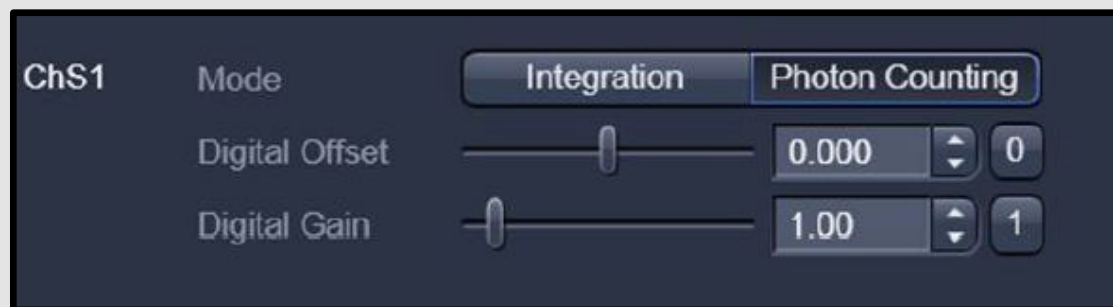 ChS1 Mode Integration Photon Counting
Digital Offset 0.000 0
Digital Gain 1.00 1